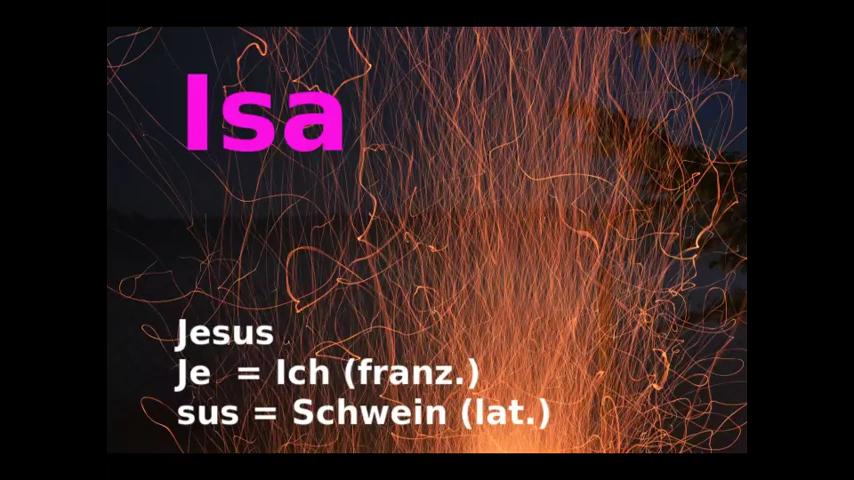 Isa
Jesus
Je = Ich (franz.)
sus = Schwein (lat.)